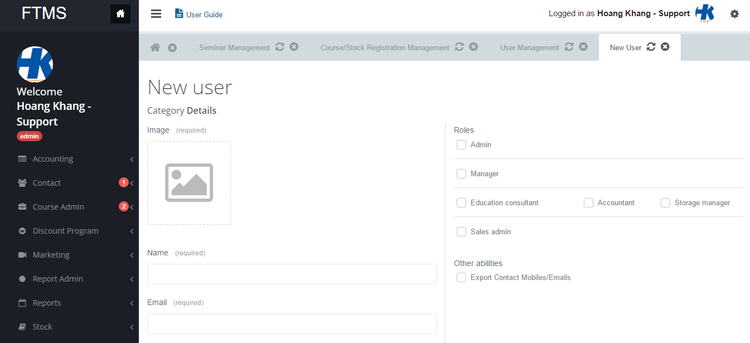 FTMS
User Guide
Logged in as Hoang Khang - Support
Welcome
Hoang Khang -
Support
admin
Accounting
Contact 1
Course Admin 2
Discount Program
Marketing
Report Admin
Reports
Stock
Seminar Management
Course/Stock Registration Management
User Management
New User
New user
Category Details
Image (required)
Name (required)
Email (required)
Roles
Admin
Manager
Education consultant Accountant Storage manager
Sales admin
Other abilities
Export Contact Mobiles/Emails